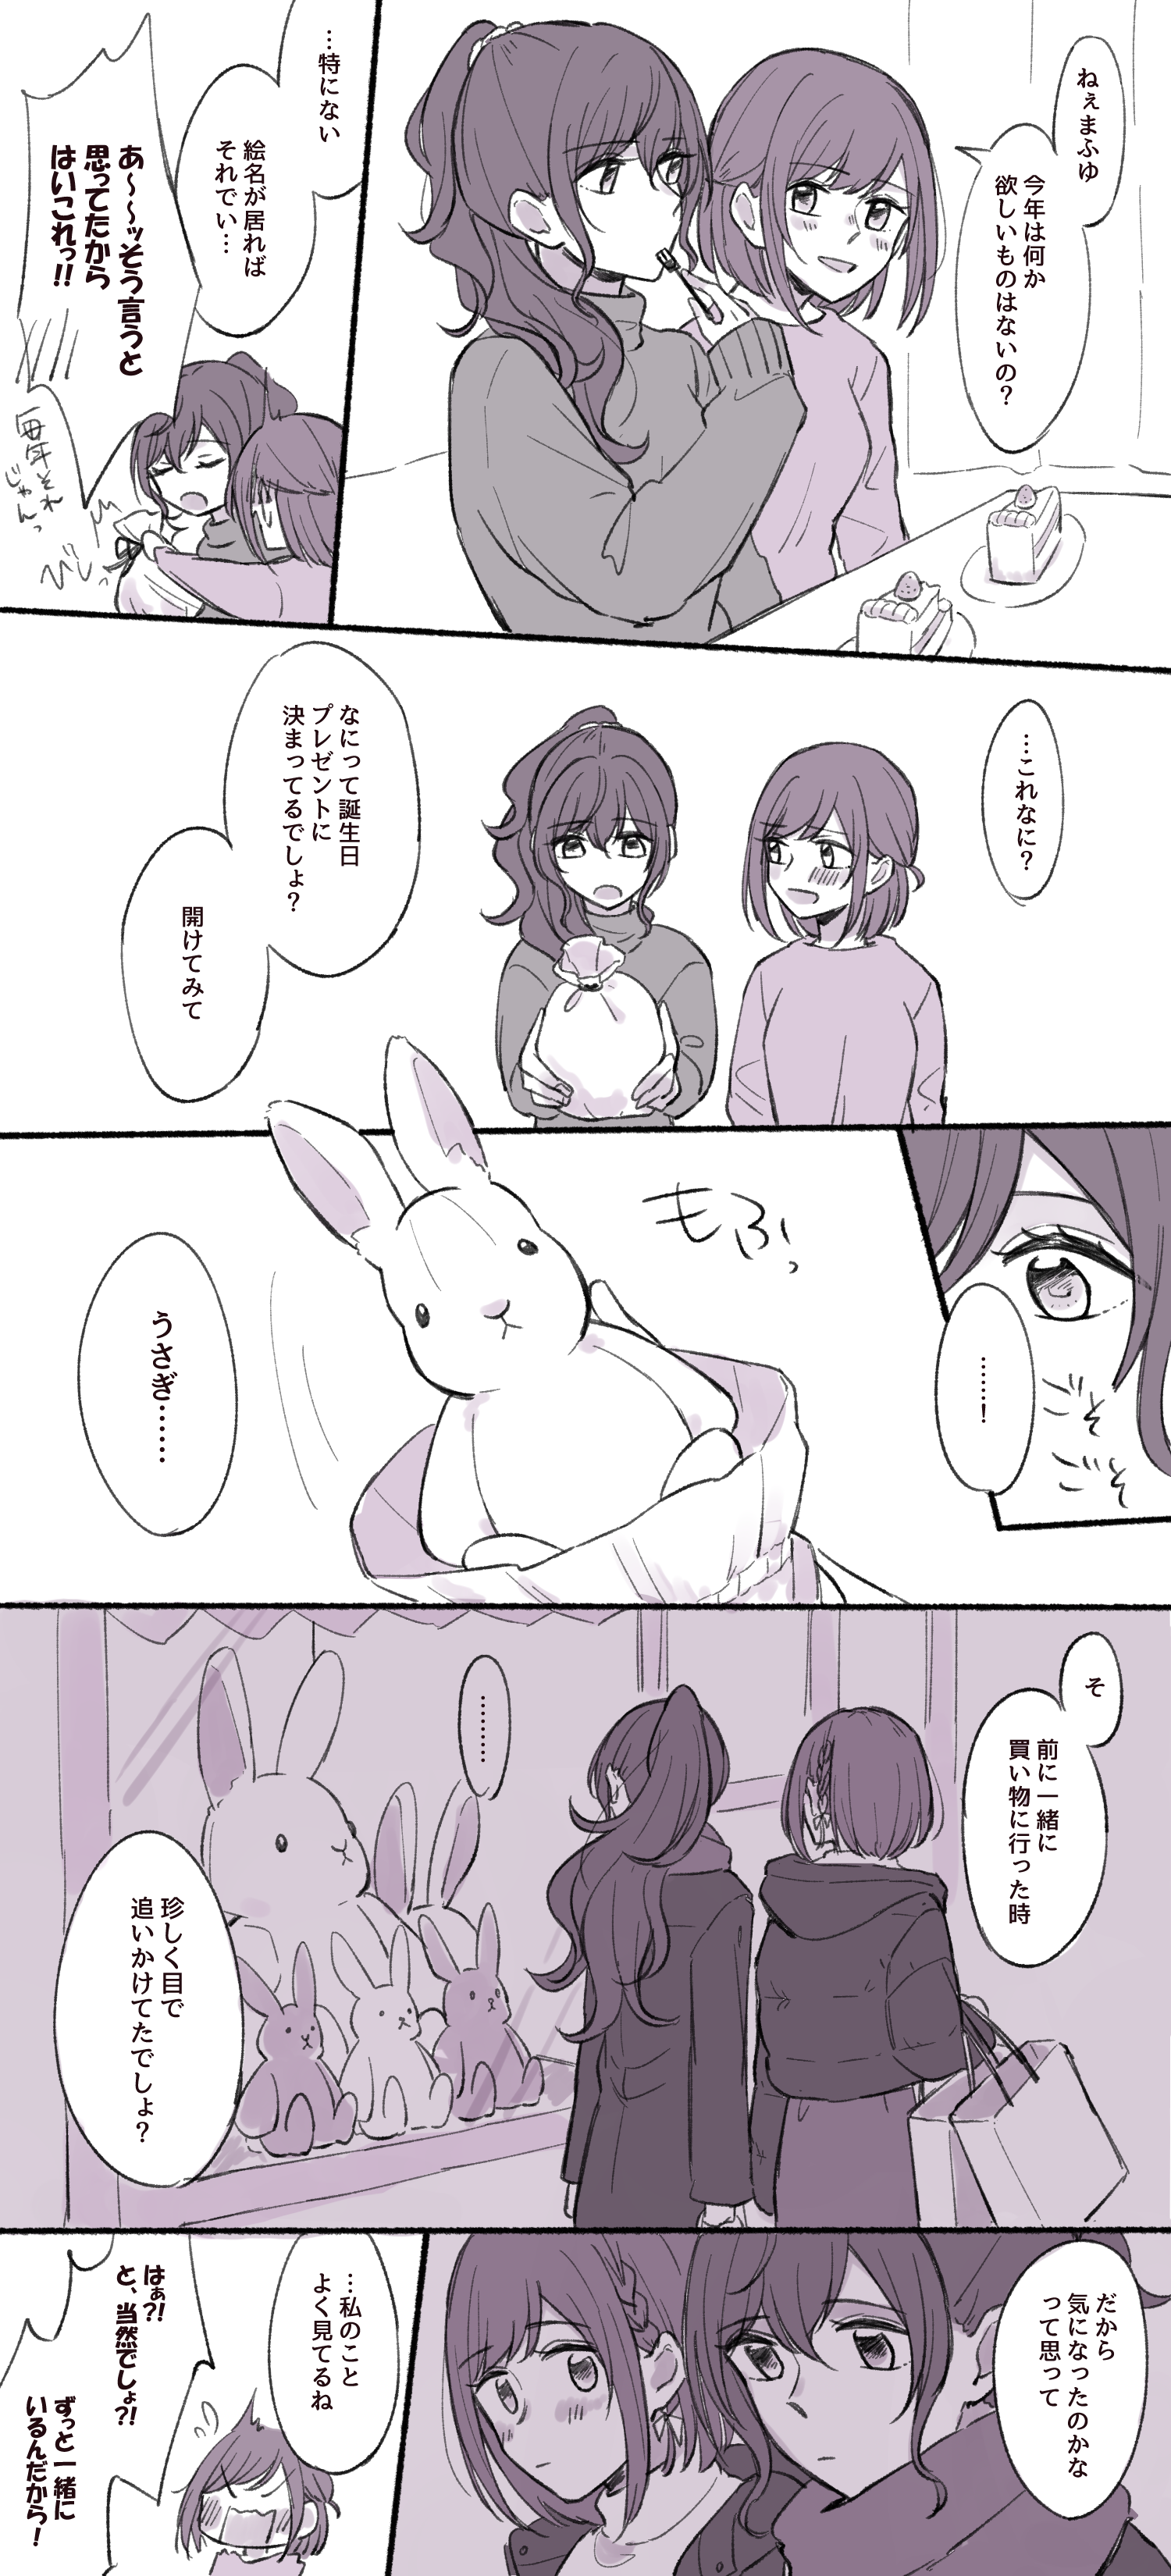 ねぇまふゆ
今年は何か
欲しいものはないの？
…特にない
絵名が居れば
それでい…
あ〜〜ッそう言うと
思ってたから
はいこれっ!!
毎年それ
じゃんっ
びしっ
…これなに？
なにって誕生日
プレゼントに
決まってるでしょ？
開けてみて
……！
ごそ
ごそ
もふっ
うさぎ……
そ
前に一緒に
買い物に行った時
………
珍しく目で
追いかけてたでしょ？
だから
気になったのかな
って思って
…私のこと
よく見てるね
はぁ?!
と、当然でしょ?!
ずっと一緒に
いるんだから！